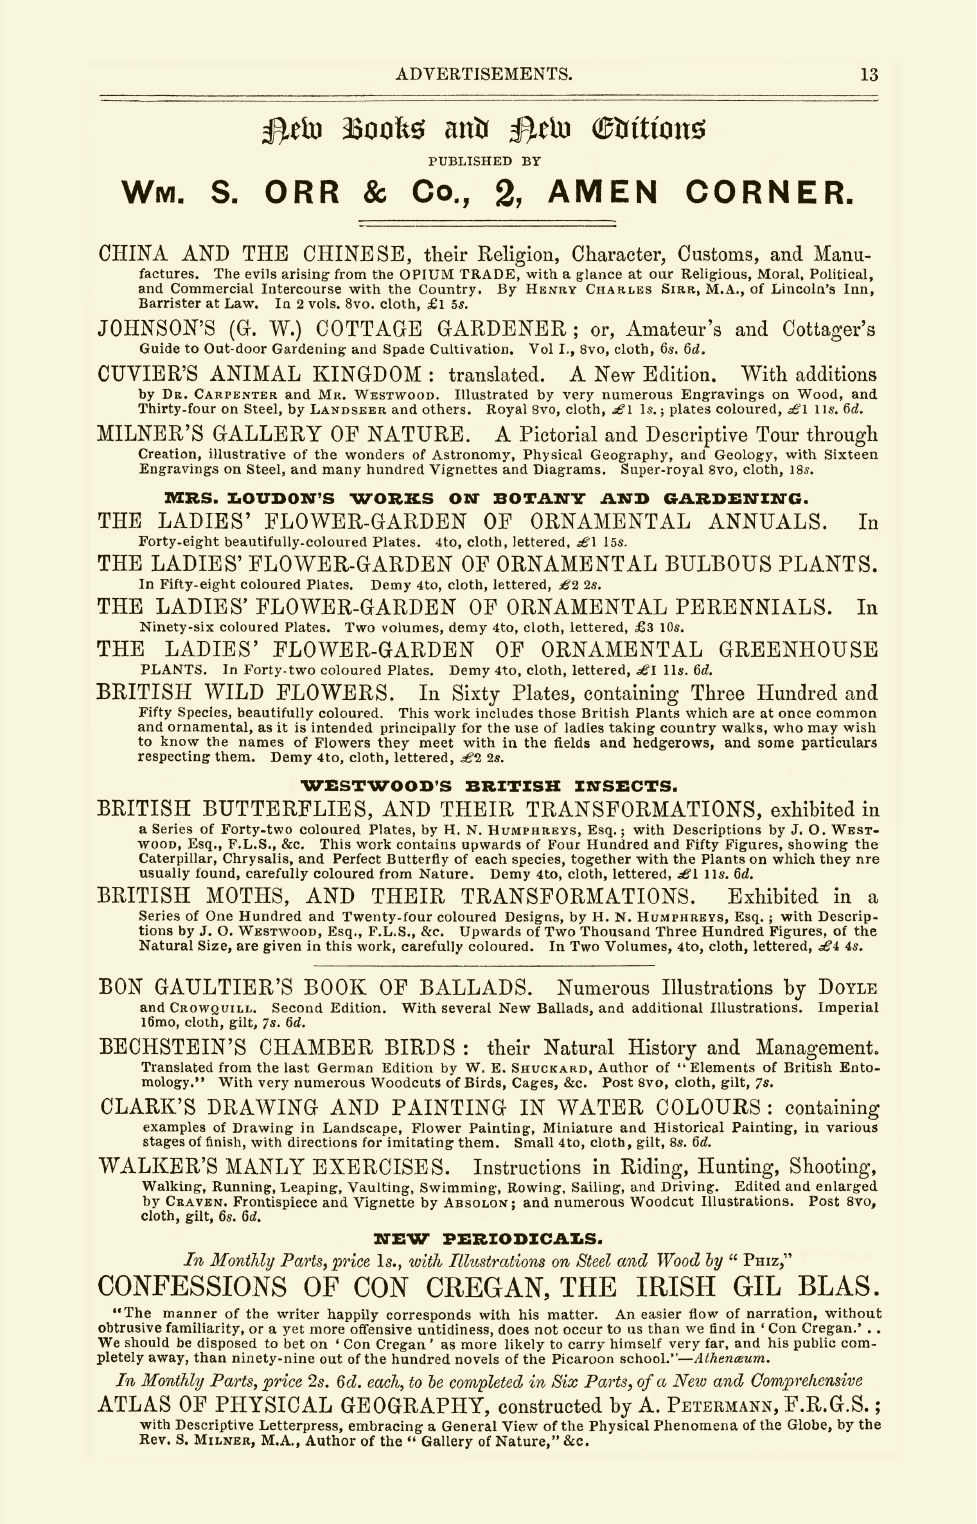 ADVERTISEMENTS. 13
New Books and New Editions
PUBLISHED BY
WM. S. ORR & Co., 2, AMEN CORNER.
CHINA AND THE CHINESE, their Religion, Character, Customs, and Manu-
factures. The evils arising from the OPIUM TRADE, with a glance at our Religious, Moral, Political,
and Commercial Intercourse with the Country. By HENRY CHARLES SIRR, M.A., of Lincoln's Inn,
Barrister at Law. In 2 vols. 8vo. cloth, £1 5s.
JOHNSON'S (G. W.) COTTAGE GARDENER; or, Amateur's and Cottager's
Guide to Out-door Gardening and Spade Cultivation. Vol I., 8vo, cloth, 6s. 6d.
CUVIER'S ANIMAL KINGDOM: translated. A New Edition. With additions
by DR. CARPENTER and MR. WESTWOOD. Illustrated by very numerous Engravings on Wood, and
Thirty-four on Steel, by LANDSEER and others. Royal 8vo, cloth, £1 1s.; plates coloured, £1 11s. 6d.
MILNER'S GALLERY OF NATURE. A Pictorial and Descriptive Tour through
Creation, illustrative of the wonders of Astronomy, Physical Geography, and Geology, with Sixteen
Engravings on Steel, and many hundred Vignettes and Diagrams. Super-royal 8vo, cloth, 18s.
MRS. LOUDON'S WORKS ON BOTANY AND GARDENING.
THE LADIES' FLOWER-GARDEN OF ORNAMENTAL ANNUALS. In
Forty-eight beautifully-coloured Plates. 4to, cloth, lettered, £1 15s.
THE LADIES' FLOWER-GARDEN OF ORNAMENTAL BULBOUS PLANTS.
In Fifty-eight coloured Plates. Demy 4to, cloth, lettered, £2 2s.
THE LADIES' FLOWER-GARDEN OF ORNAMENTAL PERENNIALS. In
Ninety-six coloured Plates. Two volumes, demy 4to, cloth, lettered, £3 10s.
THE LADIES' FLOWER-GARDEN OF ORNAMENTAL GREENHOUSE
PLANTS. In Forty-two coloured Plates. Demy 4to, cloth, lettered, £1 11s. 6d.
BRITISH WILD FLOWERS. In Sixty Plates, containing Three Hundred and
Fifty Species, beautifully coloured. This work includes those British Plants which are at once common
and ornamental, as it is intended principally for the use of ladies taking country walks, who may wish
to know the names of Flowers they meet with in the fields and hedgerows, and some particulars
respecting them. Demy 4to, cloth, lettered, £2 2s.
WESTWOOD'S BRITISH INSECTS.
BRITISH BUTTERFLIES, AND THEIR TRANSFORMATIONS, exhibited in
a Series of Forty-two coloured Plates, by H. N. HUMPHREYS, Esq.; with Descriptions by J. O. WEST-
WOOD, Esq., F.L.S., &c. This work contains upwards of Four Hundred and Fifty Figures, showing the
Caterpillar, Chrysalis, and Perfect Butterfly of each species, together with the Plants on which they nre
usually found, carefully coloured from Nature. Demy 4to, cloth, lettered, £1 11s. 6d.
BRITISH MOTHS, AND THEIR TRANSFORMATIONS. Exhibited in a
Series of One Hundred and Twenty-four coloured Designs, by H. N. HUMPHREYS, Esq.; with Descrip-
tions by J. O. WESTWOOD, Esq., F.L.S., &c. Upwards of Two Thousand Three Hundred Figures, of the
Natural Size, are given in this work, carefully coloured. In Two Volumes, 4to, cloth, lettered, £4 4s.
BON GAULTIER'S BOOK OF BALLADS. Numerous Illustrations by DOYLE
and CROWQUILL. Second Edition. With several New Ballads, and additional Illustrations. Imperial
16mo, cloth, gilt, 7s. 6d.
BECHSTEIN'S CHAMBER BIRDS: their Natural History and Management.
Translated from the last German Edition by W. E. SHUCKARD, Author of "Elements of British Ento-
mology." With very numerous Woodcuts of Birds, Cages, &c. Post 8vo, cloth, gilt, 7s.
CLARK'S DRAWING AND PAINTING IN WATER COLOURS: containing
examples of Drawing in Landscape, Flower Painting, Miniature and Historical Painting, in various
stages of finish, with directions for imitating them. Small 4to, cloth, gilt, 8s. 6d.
WALKER'S MANLY EXERCISES. Instructions in Riding, Hunting, Shooting,
Walking, Running, Leaping, Vaulting, Swimming, Rowing, Sailing, and Driving. Edited and enlarged
by CRAVEN. Frontispiece and Vignette by ABSOLON; and numerous Woodcut Illustrations. Post 8vo,
cloth, gilt, 6s. 6d.
NEW PERIODICALS.
In Monthly Parts, price 1s., with Illustrations on Steel and Wood by "PHIZ,"
CONFESSIONS OF CON CREGAN, THE IRISH GIL BLAS.
"The manner of the writer happily corresponds with his matter. An easier flow of narration, without
obtrusive familiarity, or a yet more offensive untidiness, does not occur to us than we find in 'Con Cregan.' . .
We should be disposed to bet on 'Con Cregan' as more likely to carry himself very far, and his public com-
pletely away, than ninety-nine out of the hundred novels of the Picaroon school."—Athenæum.
In Monthly Parts, price 2s. 6d. each, to be completed in Six Parts, of a New and Comprehensive
ATLAS OF PHYSICAL GEOGRAPHY, constructed by A. PETERMANN, F.R.G.S.;
with Descriptive Letterpress, embracing a General View of the Physical Phenomena of the Globe, by the
Rev. S. MILNER, M.A., Author of the "Gallery of Nature," &c.